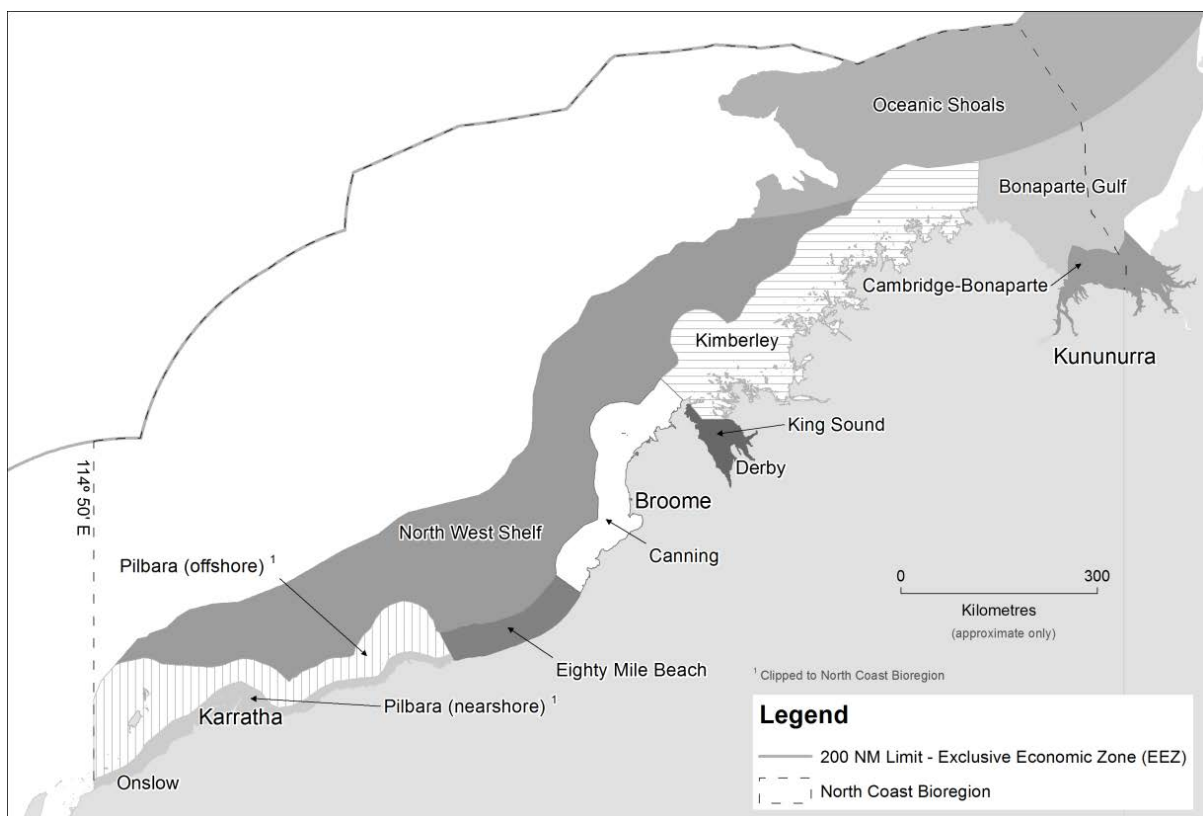 Oceanic Shoals
Bonaparte Gulf
Cambridge-Bonaparte
Kununurra
Kimberley
King Sound
Derby
Broome
Canning
114° 50' E
North West Shelf
Pilbara (offshore) 1
Eighty Mile Beach
Pilbara (nearshore) 1
Karratha
Onslow
0 300
Kilometres
(approximate only)
1 Clipped to North Coast Bioregion
Legend
200 NM Limit - Exclusive Economic Zone (EEZ)
North Coast Bioregion